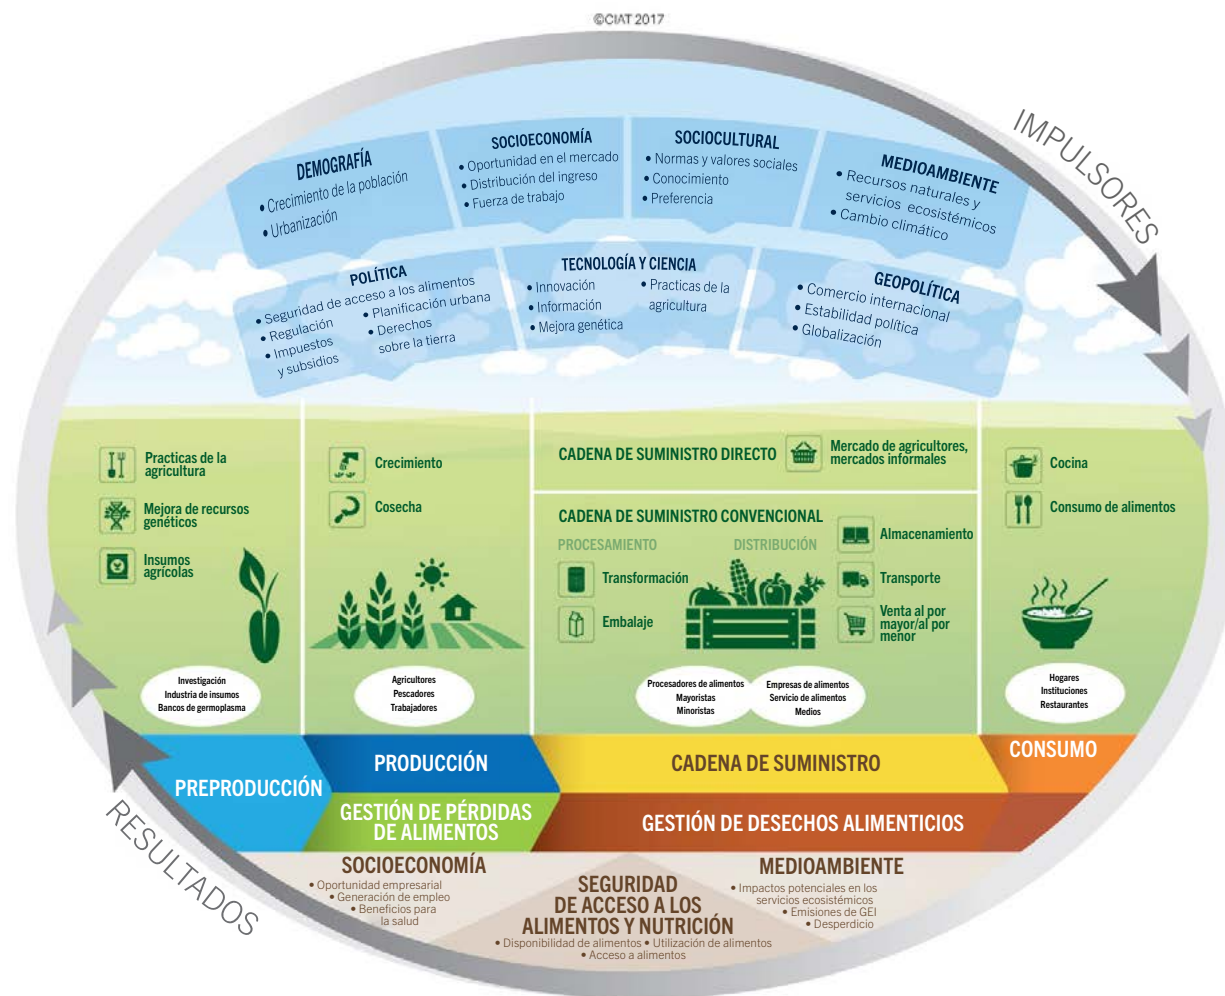 ©CIAT 2017
IMPULSORES
DEMOGRAFÍA
• Crecimiento de la población
• Urbanización
SOCIOECONOMÍA
• Oportunidad en el mercado
• Distribución del ingreso
• Fuerza de trabajo
SOCIOCULTURAL
• Normas y valores sociales
• Conocimiento
• Preferencia
MEDIOAMBIENTE
• Recursos naturales y
servicios ecosistémicos
• Cambio climático
POLÍTICA
• Seguridad de acceso a los alimentos
• Regulación
• Impuestos
y subsidios
• Planificación urbana
• Derechos
sobre la tierra
TECNOLOGÍA Y CIENCIA
• Innovación
• Información
• Mejora genética
• Practicas de la
agricultura
GEOPOLÍTICA
• Comercio internacional
• Estabilidad política
• Globalización
Practicas de la
agricultura
Mejora de recursos
genéticos
Insumos
agrícolas
Investigación
Industria de insumos
Bancos de germoplasma
Crecimiento
Cosecha
Agricultores
Pescadores
Trabajadores
CADENA DE SUMINISTRO DIRECTO
Mercado de agricultores,
mercados informales
CADENA DE SUMINISTRO CONVENCIONAL
PROCESAMIENTO
Transformación
Embalaje
DISTRIBUCIÓN
Almacenamiento
Transporte
Venta al por
mayor/al por
menor
Procesadores de alimentos
Mayoristas
Minoristas
Empresas de alimentos
Servicio de alimentos
Medios
Cocina
Consumo de alimentos
Hogares
Instituciones
Restaurantes
PREPRODUCCIÓN
PRODUCCIÓN
CADENA DE SUMINISTRO
CONSUMO
GESTIÓN DE PÉRDIDAS
DE ALIMENTOS
GESTIÓN DE DESECHOS ALIMENTICIOS
RESULTADOS
SOCIOECONOMÍA
• Oportunidad empresarial
• Generación de empleo
• Beneficios para
la salud
SEGURIDAD
DE ACCESO A LOS
ALIMENTOS Y NUTRICIÓN
• Disponibilidad de alimentos • Utilización de alimentos
• Acceso a alimentos
MEDIOAMBIENTE
• Impactos potenciales en los
servicios ecosistémicos
• Emisiones de GEI
• Desperdicio